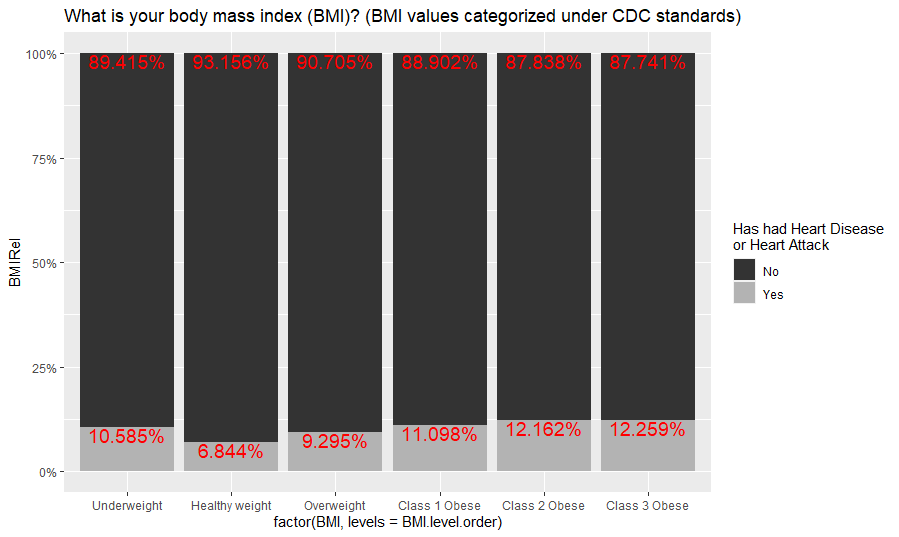 What is your body mass index (BMI)? (BMI values categorized under CDC standards)
100%
75%
50%
25%
0%
BMIRel
89.415% 93.156% 90.705% 88.902% 87.838% 87.741%
10.585% 6.844% 9.295% 11.098% 12.162% 12.259%
Underweight Healthy weight Overweight Class 1 Obese Class 2 Obese Class 3 Obese
factor(BMI, levels = BMI.level.order)
Has had Heart Disease
or Heart Attack
No
Yes